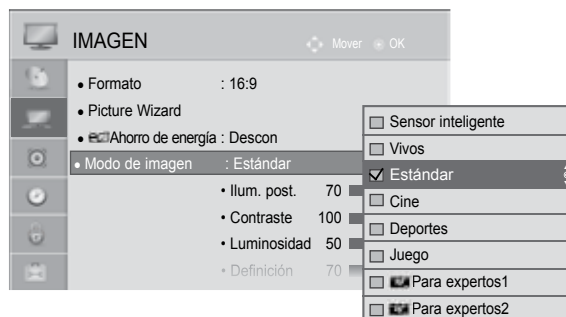 IMAGEN
Mover OK
• Formato : 16:9
• Picture Wizard
• Ahorro de energía : Descon
• Modo de imagen : Estándar
• Ilum. post. 70
• Contraste 100
• Luminosidad 50
• Definición 70
Sensor inteligente
Vivos
Estándar
Cine
Deportes
Juego
Para expertos1
Para expertos2